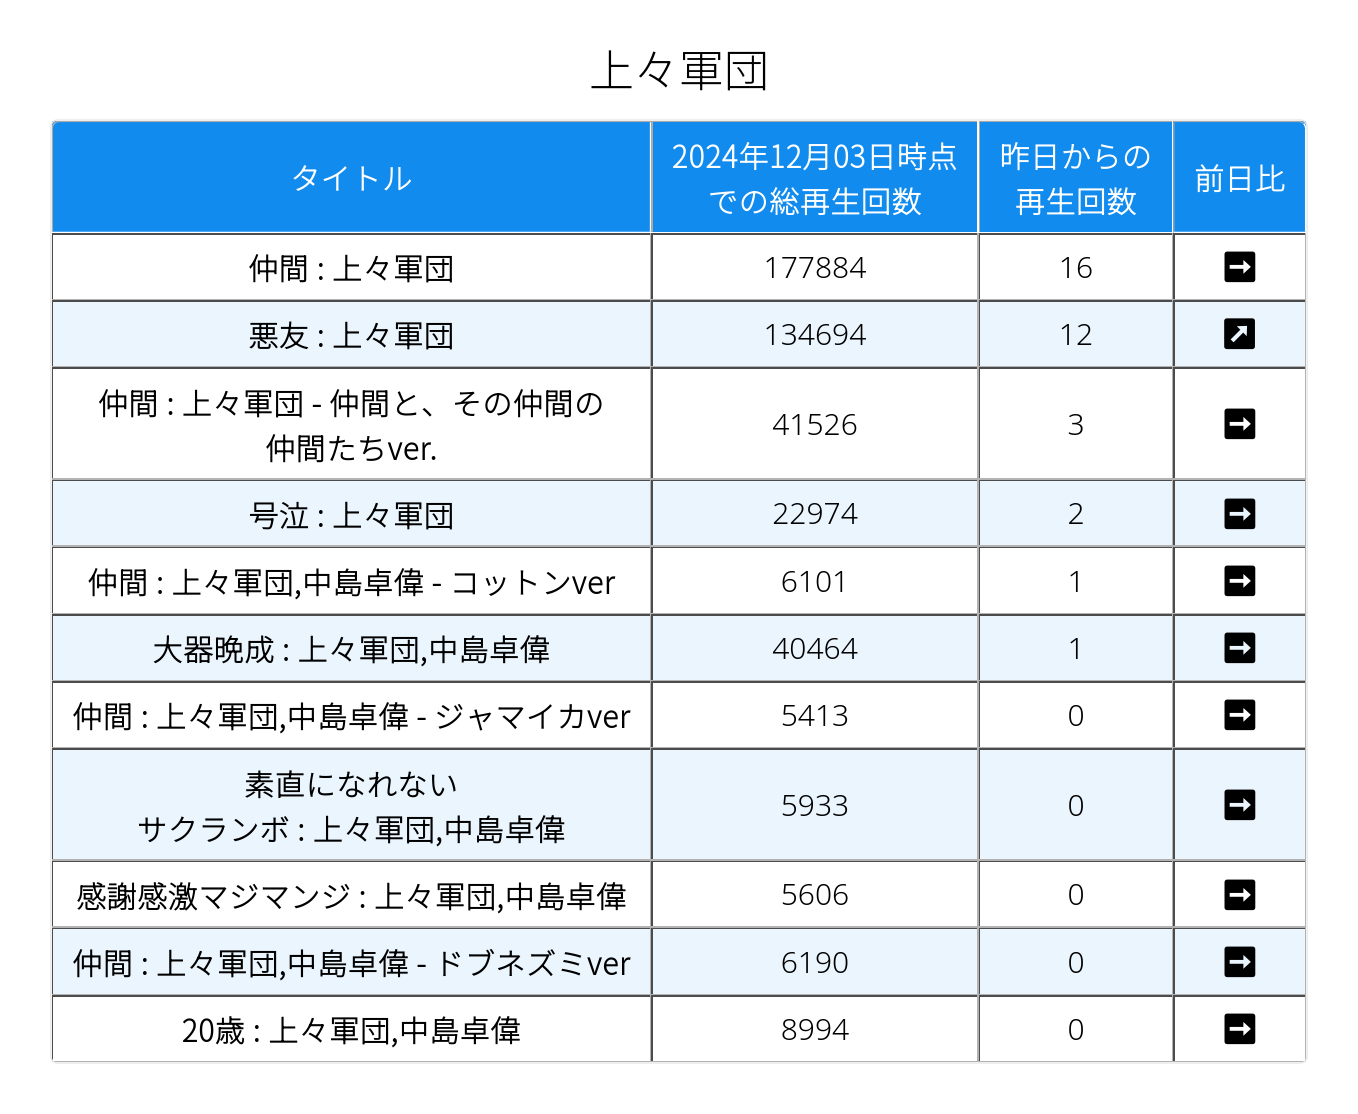 上々軍団
タイトル
2024年12月03日時点
での総再生回数
昨日からの
再生回数
前日比
仲間 : 上々軍団
177884
16
➡
悪友 : 上々軍団
134694
12
↗
仲間 : 上々軍団 - 仲間と、その仲間の
仲間たちver.
41526
3
➡
号泣 : 上々軍団
22974
2
➡
仲間 : 上々軍団,中島卓偉 - コットンver
6101
1
➡
大器晩成 : 上々軍団,中島卓偉
40464
1
➡
仲間 : 上々軍団,中島卓偉 - ジャマイカver
5413
0
➡
素直になれない
サクランボ : 上々軍団,中島卓偉
5933
0
➡
感謝感激マジマンジ : 上々軍団,中島卓偉
5606
0
➡
仲間 : 上々軍団,中島卓偉 - ドブネズミver
6190
0
➡
20歳 : 上々軍団,中島卓偉
8994
0
➡